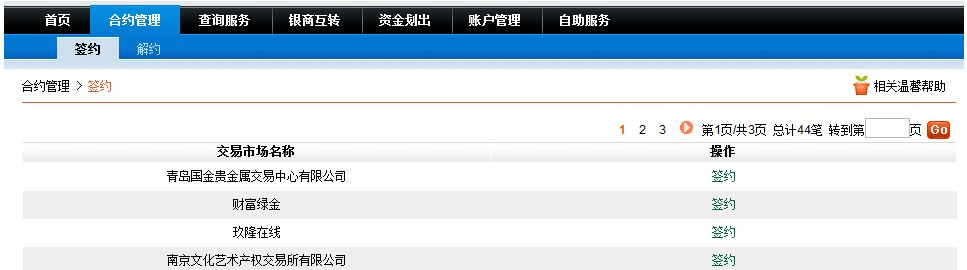 首页 合约管理 查询服务 银商互转 资金划出 账户管理 自助服务
签约 解约
合约管理 > 签约 相关温馨帮助
1 2 3 第1页/共3页 总计44笔 转到第 页 Go
交易市场名称 操作
青岛国金贵金属交易中心有限公司 签约
财富绿金 签约
玖隆在线 签约
南京文化艺术产权交易所有限公司 签约